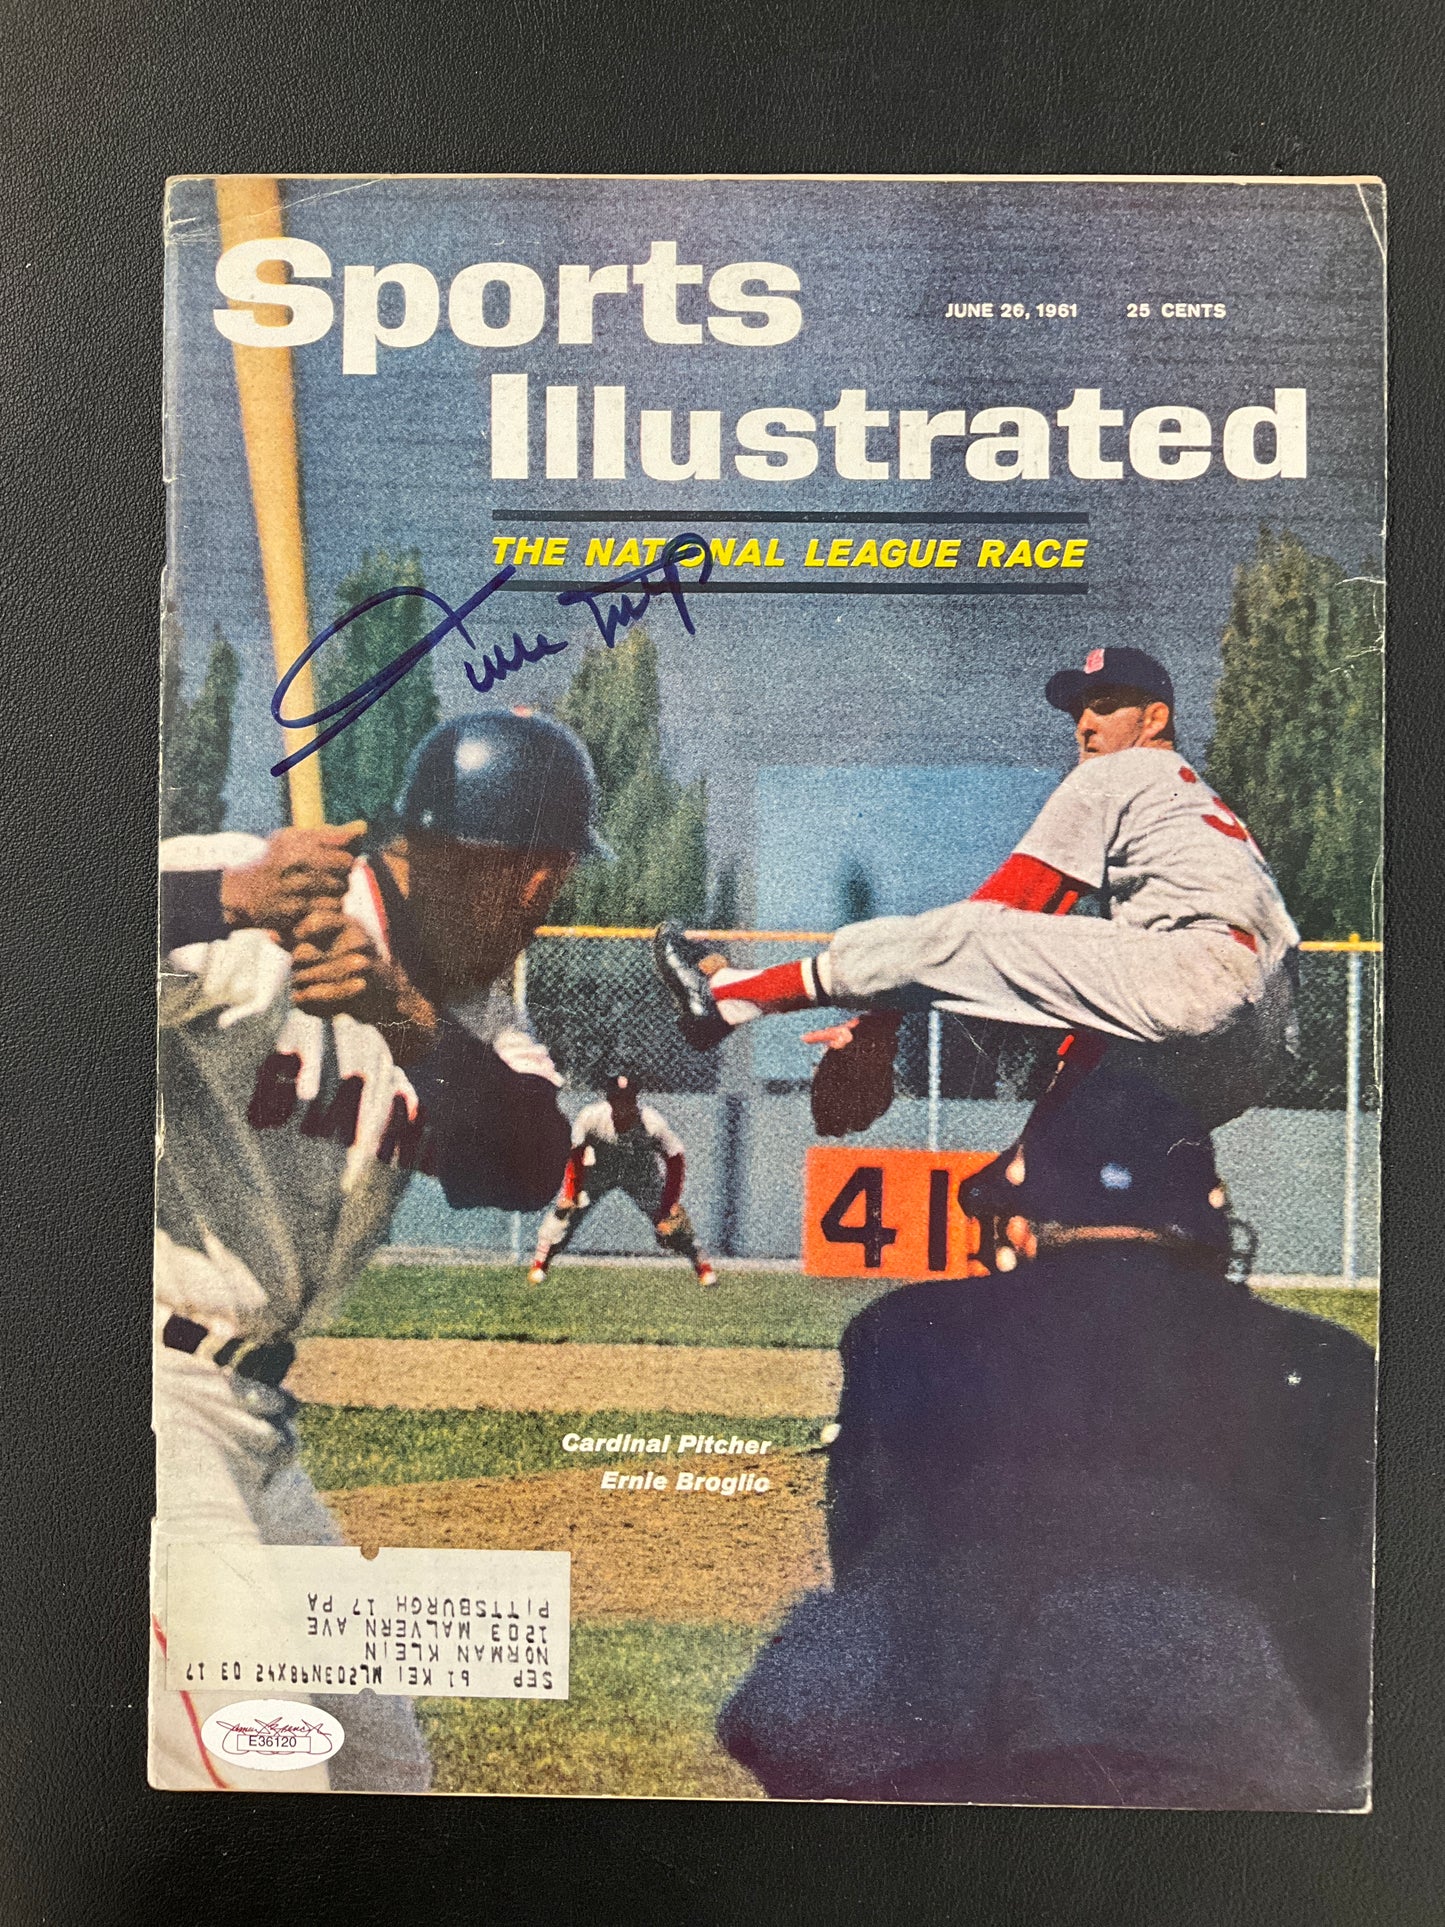 Sports
JUNE 26, 1961 25 CENTS
Illustrated
THE NATIONAL LEAGUE RACE
41
Cardinal Pitcher
Ernie Broglio
SEP 61 KEI ML203N98X42 03 17
NORMAN KLEIN
1203 MALVERN AVE
PITTSBURGH 17 PA
E36120